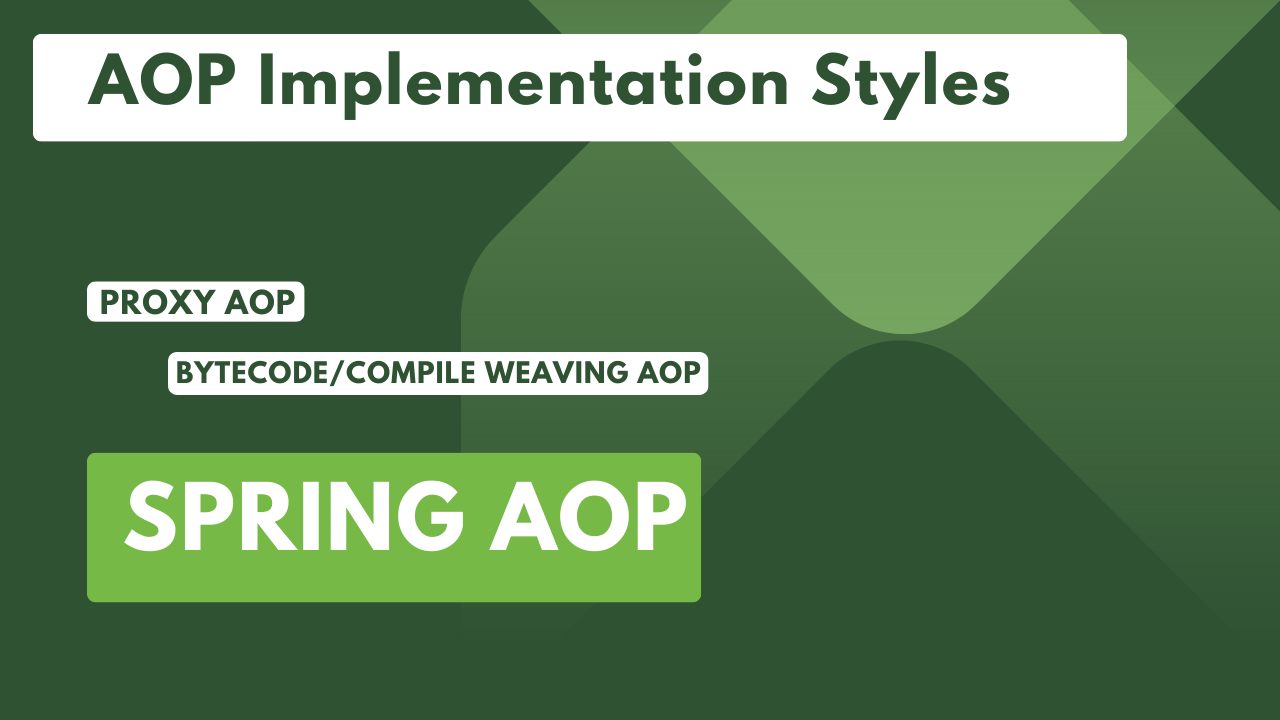 AOP Implementation Styles
PROXY AOP
BYTECODE/COMPILE WEAVING AOP
SPRING AOP